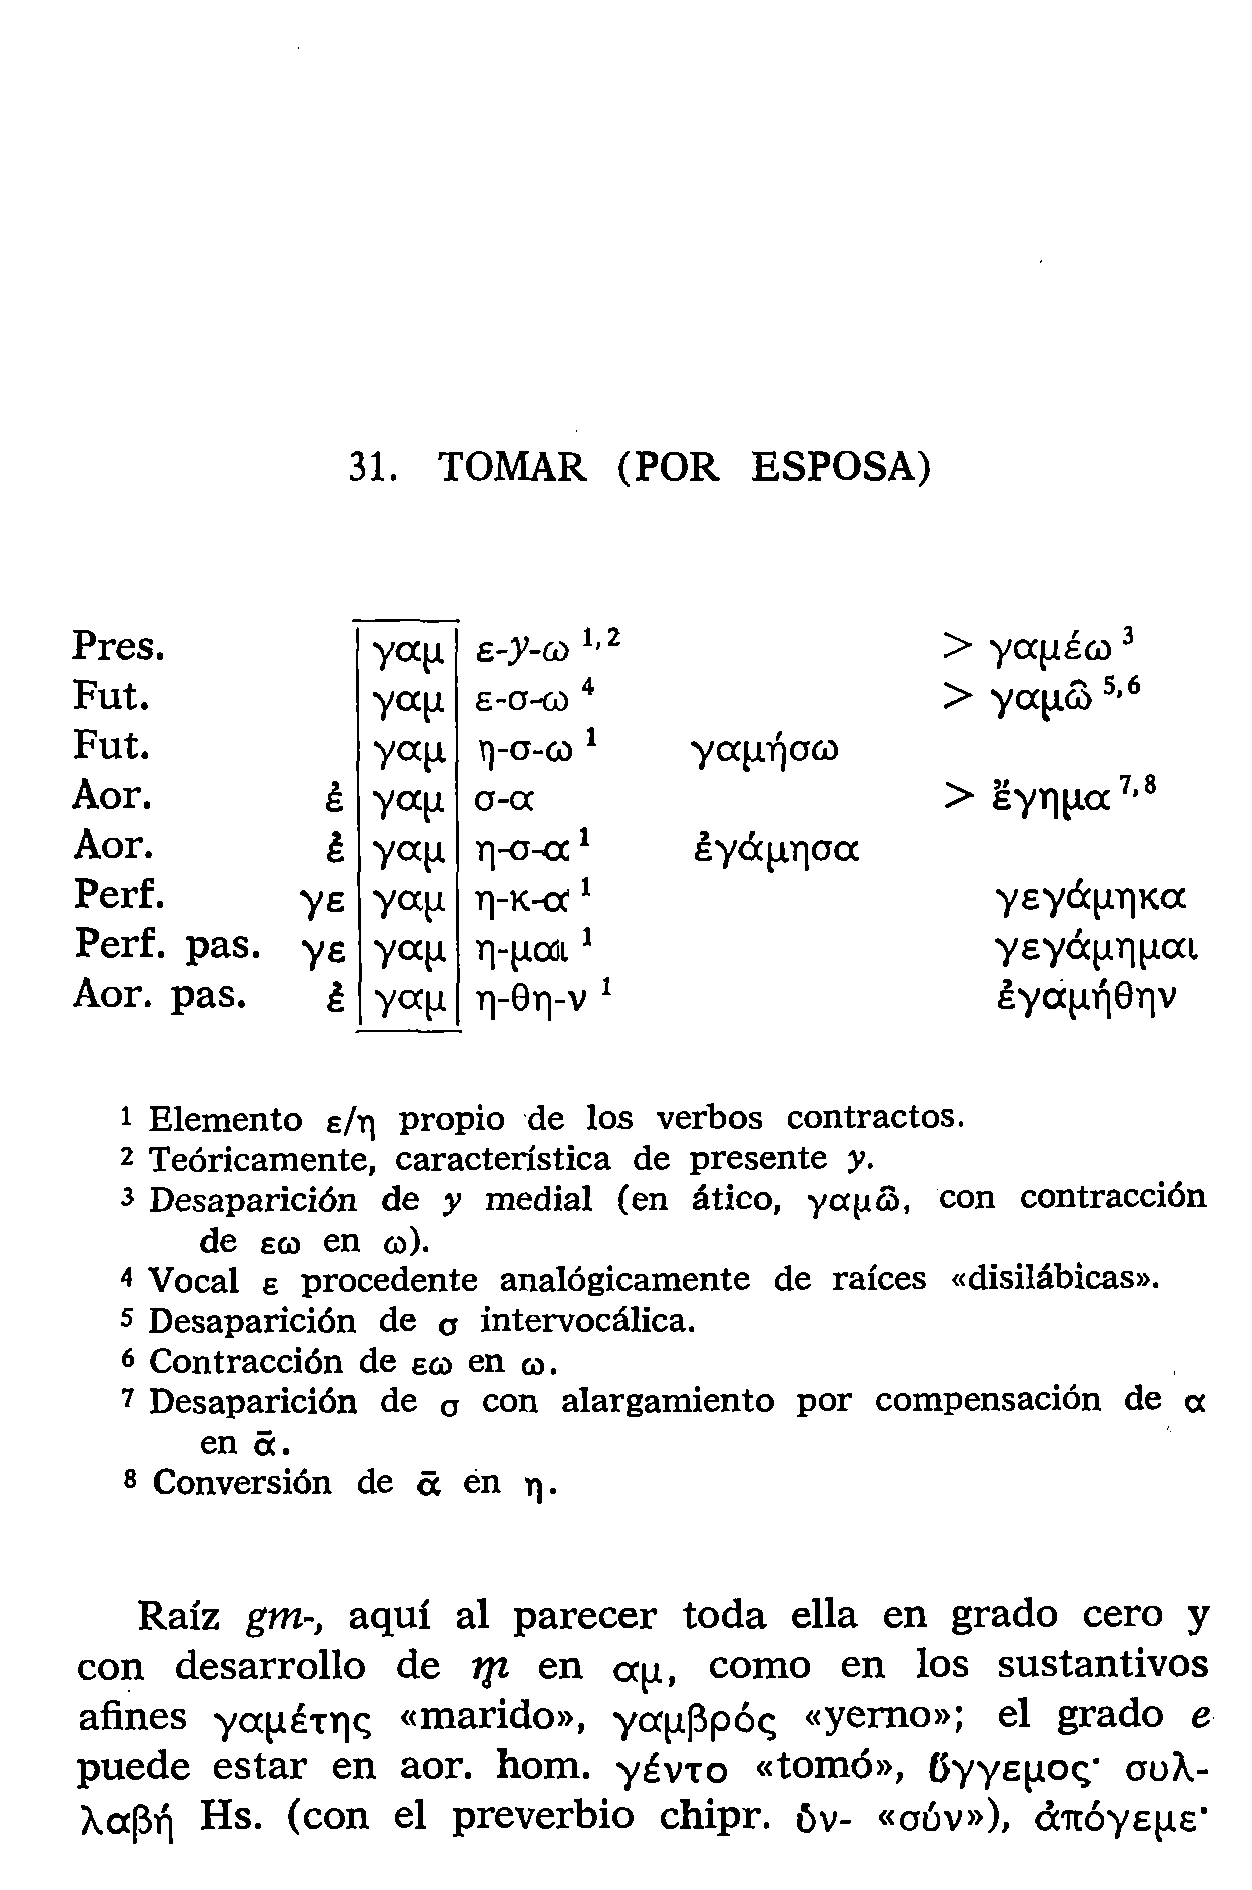 31. TOMAR (POR ESPOSA)
Pres. γαμ ε-y-ω 1,2 > γαμέω 3
Fut. γαμ ε-σ-ω 4 > γαμῶ 5,6
Fut. γαμ η-σ-ω 1 γαμήσω
Aor. ἐ γαμ σ-α > ἔγημα 7,8
Aor. ἐ γαμ η-σ-α 1 ἐγάμησα
Perf. γε γαμ η-κ-α 1 γεγάμηκα
Perf. pas. γε γαμ η-μαι 1 γεγάμημαι
Aor. pas. ἐ γαμ η-θη-ν 1 ἐγαμήθην
1 Elemento ε/η propio de los verbos contractos.
2 Teóricamente, característica de presente y.
3 Desaparición de y medial (en ático, γαμῶ, con contracción
de εω en ω).
4 Vocal ε procedente analógicamente de raíces «disilábicas».
5 Desaparición de σ intervocálica.
6 Contracción de εω en ω.
7 Desaparición de σ con alargamiento por compensación de α
en ᾱ.
8 Conversión de ᾱ en η.
Raíz gm-, aquí al parecer toda ella en grado cero y
con desarrollo de m̥ en αμ, como en los sustantivos
afines γαμέτης «marido», γαμβρός «yerno»; el grado e
puede estar en aor. hom. γέντο «tomó», ὕγγεμος· συλ-
λαβή Hs. (con el preverbio chipr. ὑν- «σύν»), ἀπόγεμε·